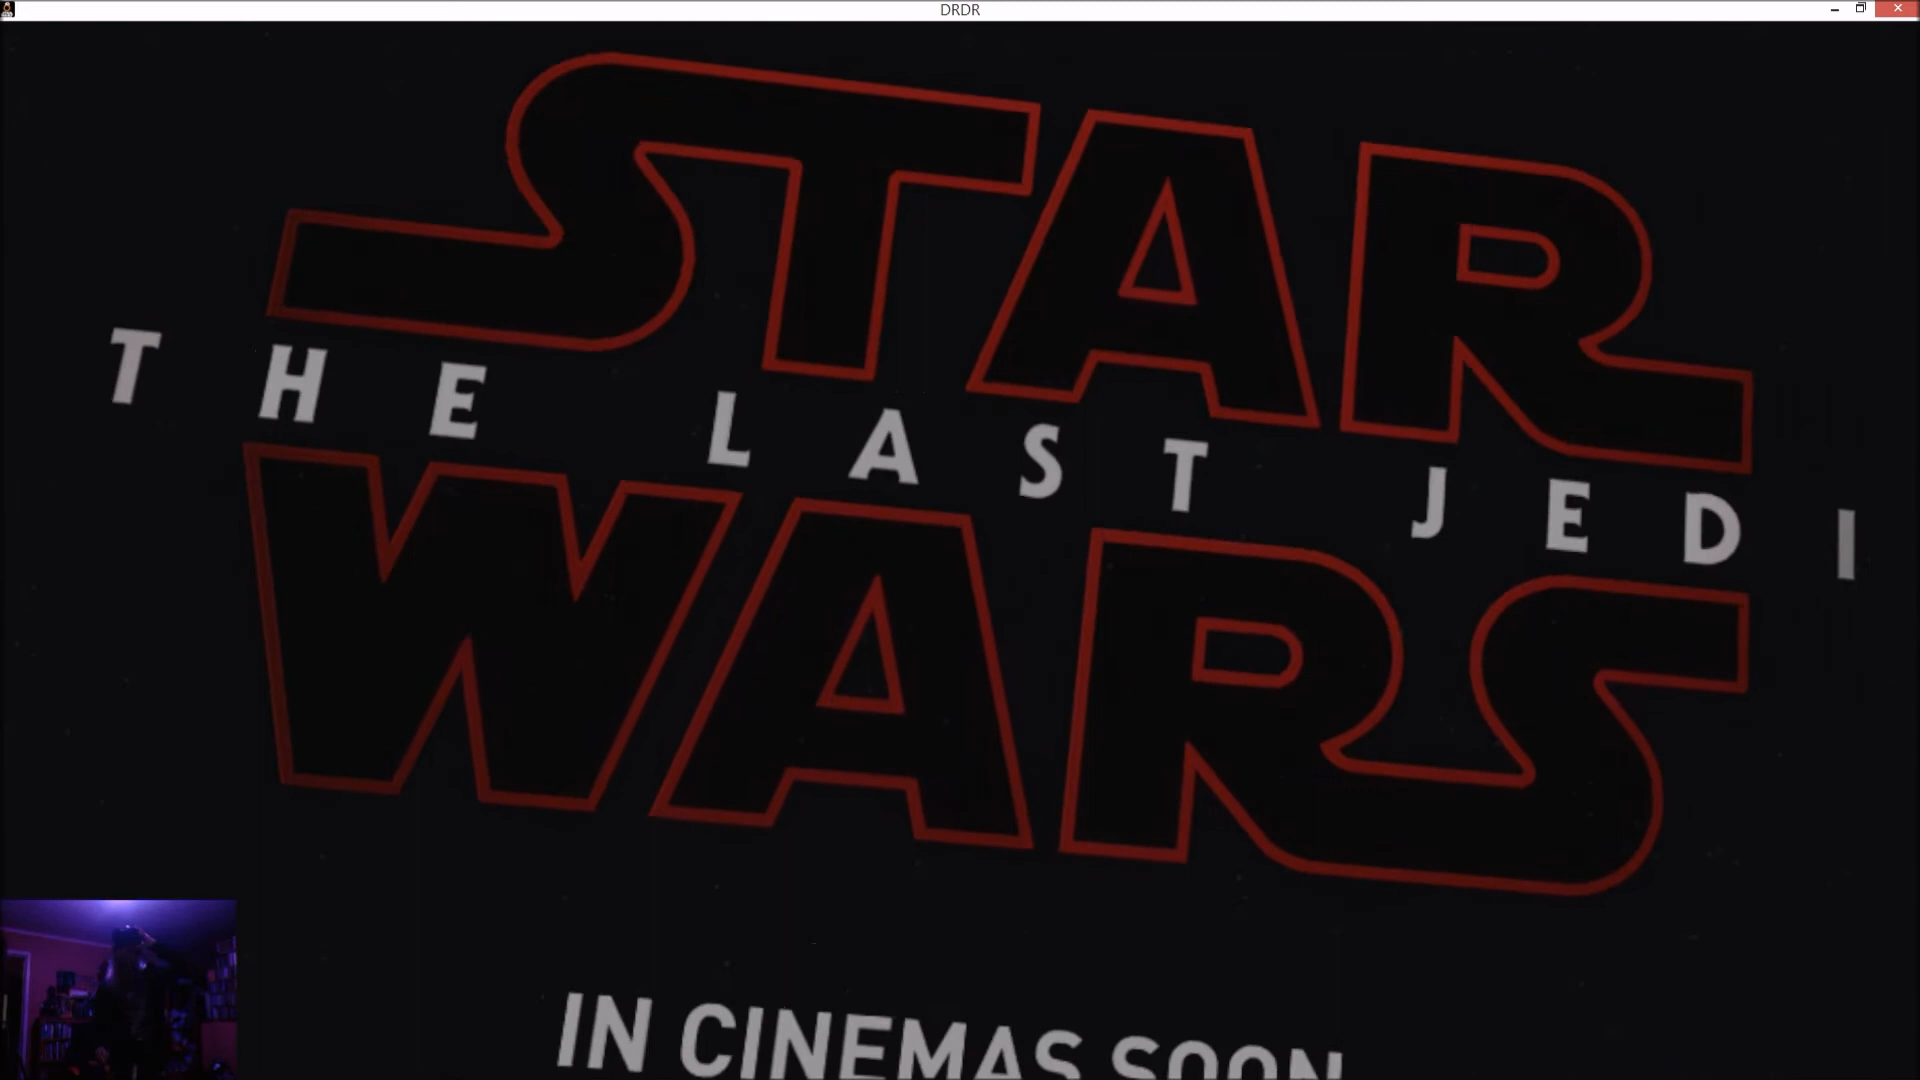 DRDR
STAR
THE LAST JEDI
WARS
IN CINEMAS SOON